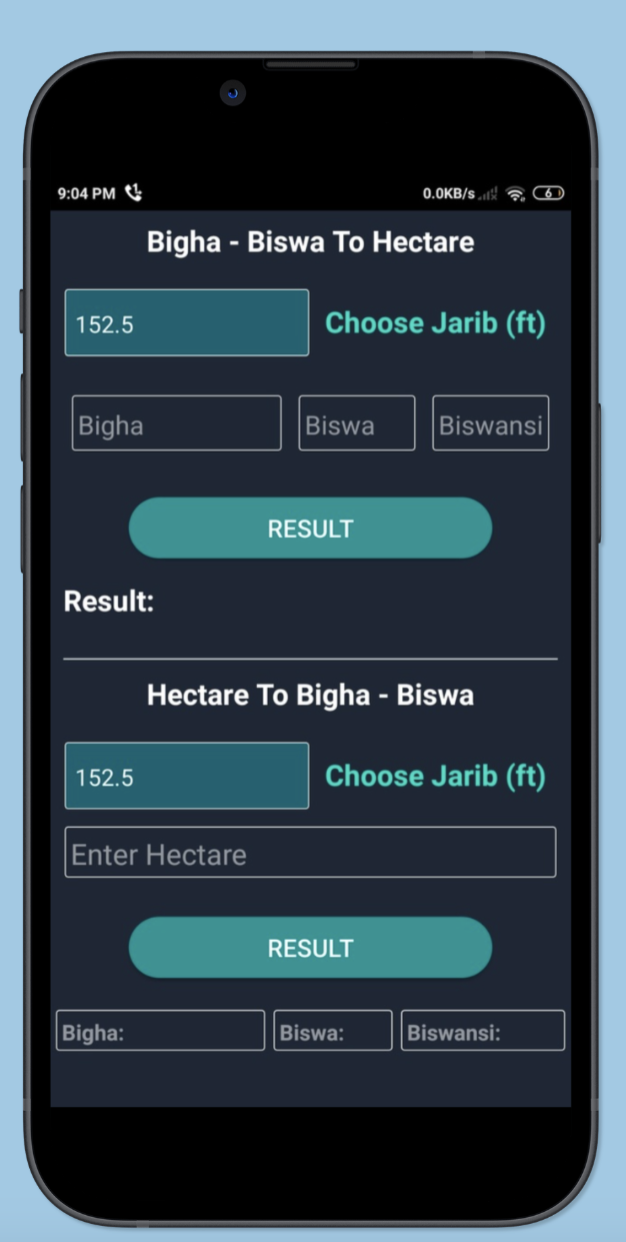 9:04 PM 0.0KB/s 6
Bigha - Biswa To Hectare
152.5 Choose Jarib (ft)
Bigha Biswa Biswansi
RESULT
Result:
Hectare To Bigha - Biswa
152.5 Choose Jarib (ft)
Enter Hectare
RESULT
Bigha: Biswa: Biswansi: